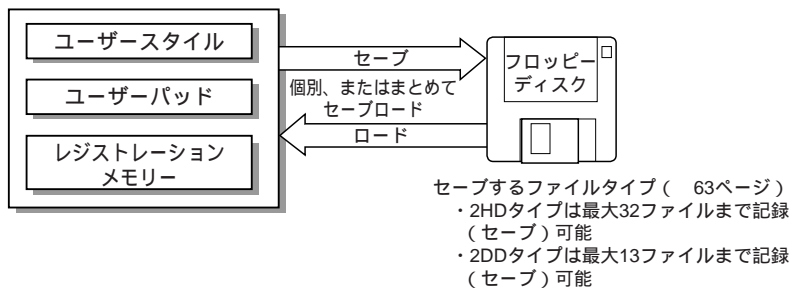 ユーザースタイル
ユーザーパッド
レジストレーション
メモリー
セーブ
個別、またはまとめて
セーブロード
ロード
フロッピー
ディスク
セーブするファイルタイプ（　63ページ）
・2HDタイプは最大32ファイルまで記録
（セーブ）可能
・2DDタイプは最大13ファイルまで記録
（セーブ）可能